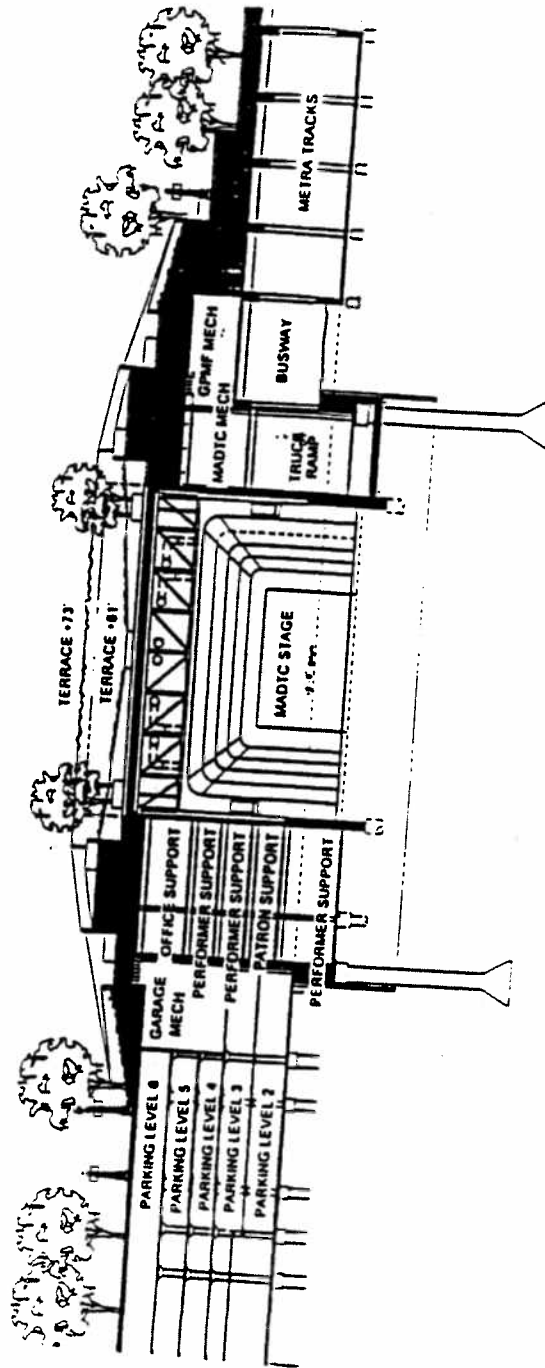 TERRACE +73'
TERRACE +81'
PARKING LEVEL 6
PARKING LEVEL 5
PARKING LEVEL 4
PARKING LEVEL 3
PARKING LEVEL 2
GARAGE
MECH
OFFICE SUPPORT
PERFORMER SUPPORT
PERFORMER SUPPORT
PATRON SUPPORT
PERFORMER SUPPORT
MADTC STAGE
MADTC MECH
GPMF MECH
TRUCK
RAMP
BUSWAY
METRA TRACKS